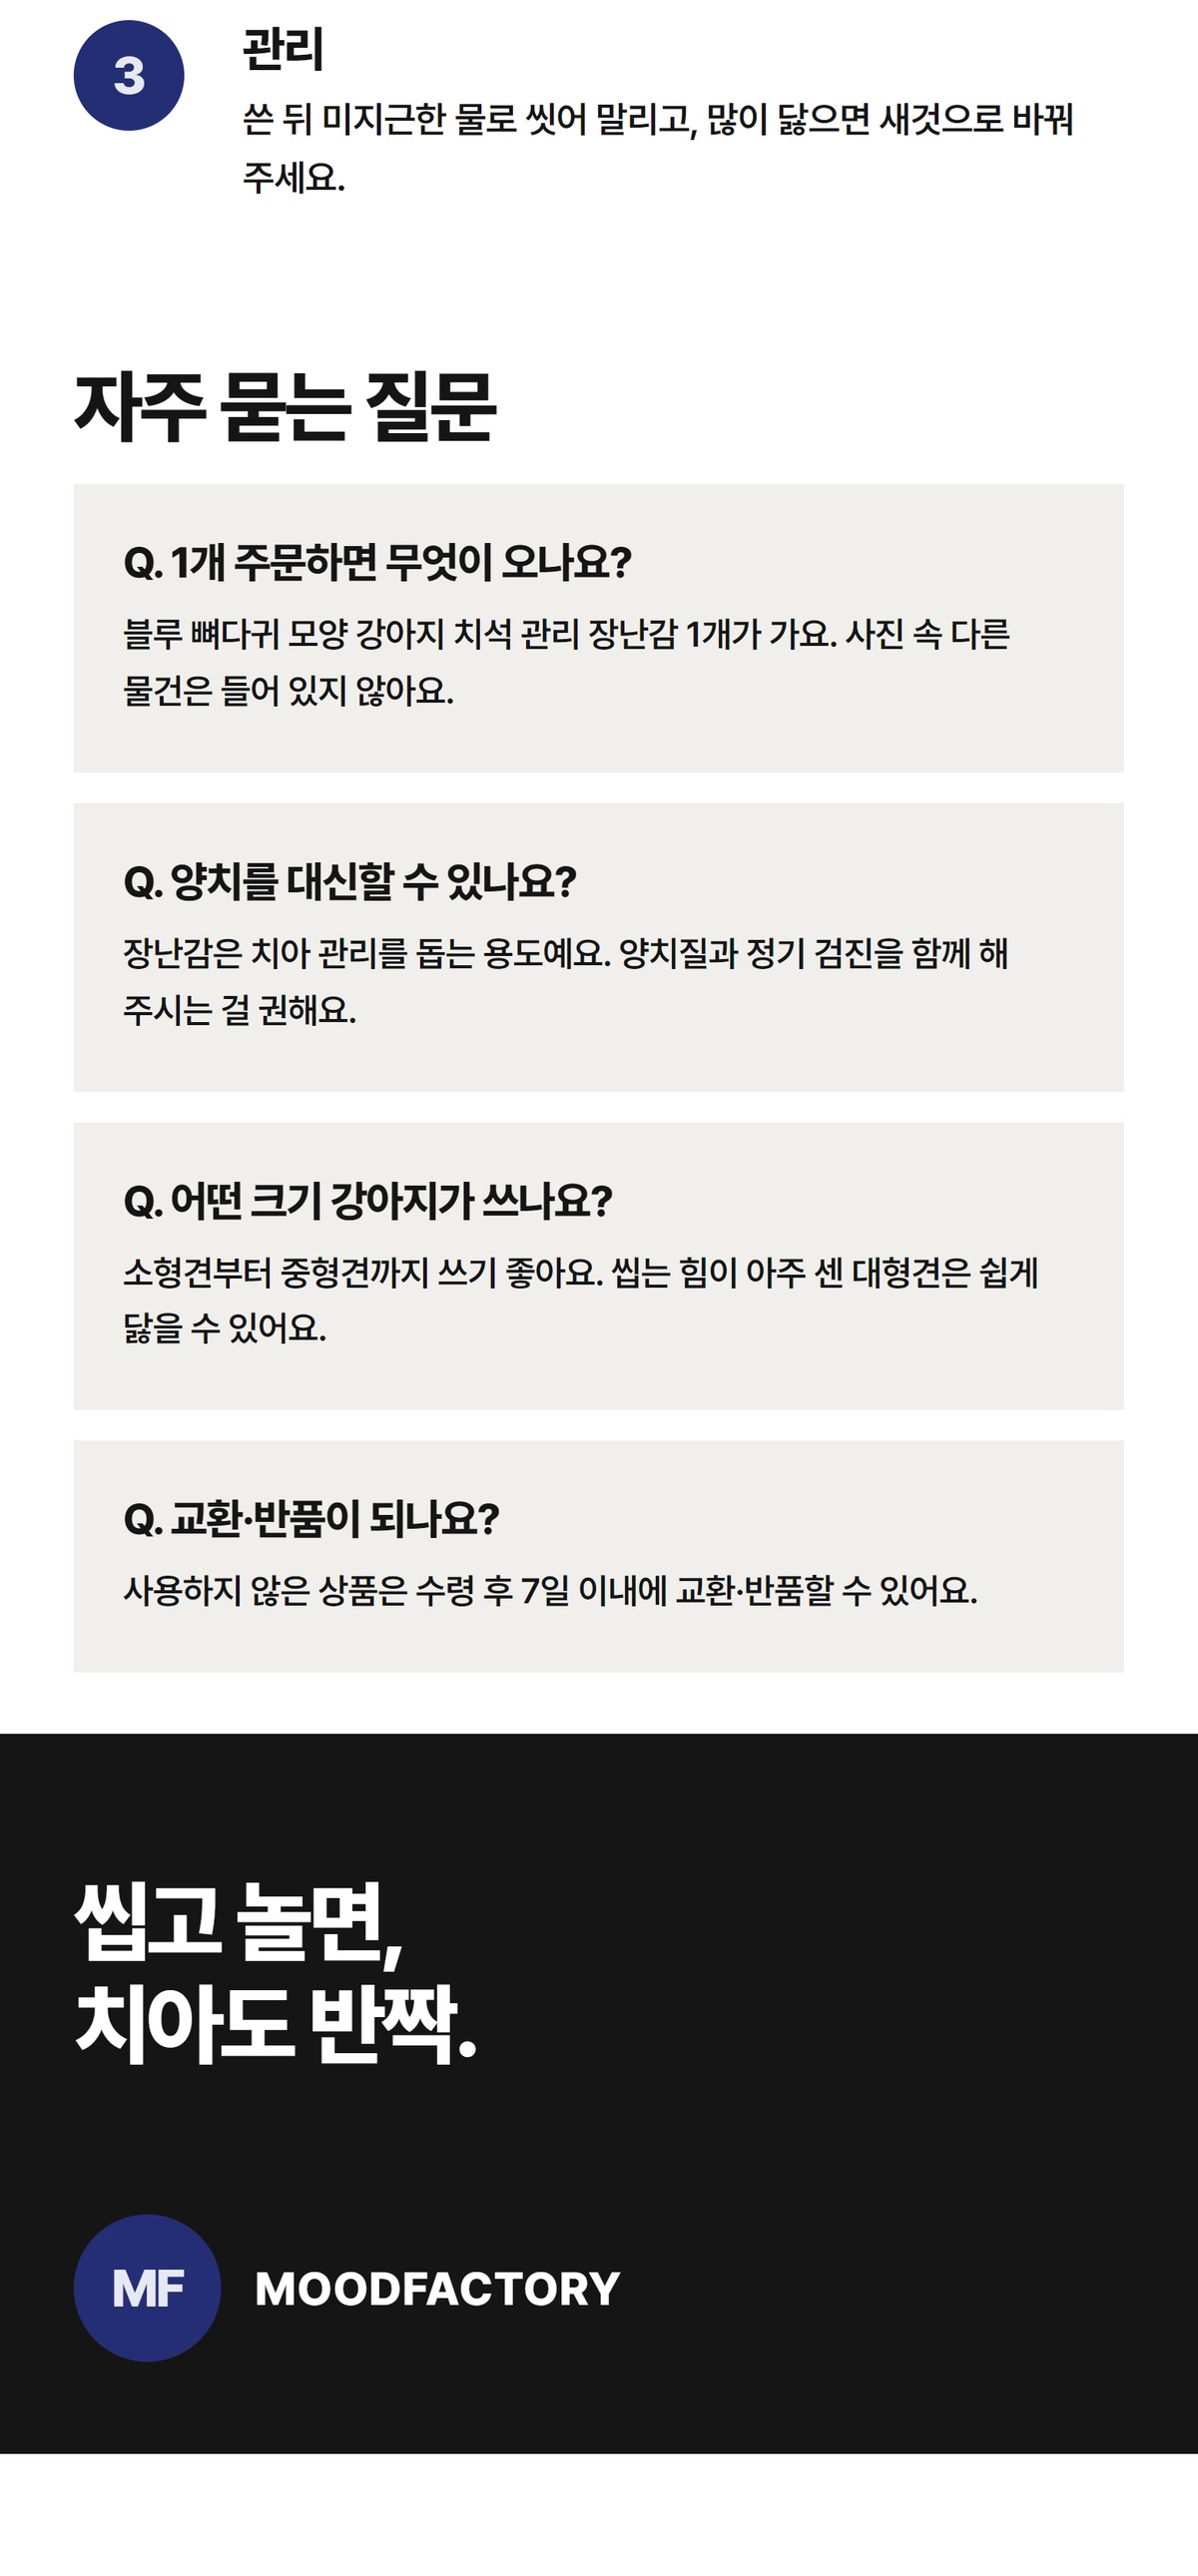 3
관리
쓴 뒤 미지근한 물로 씻어 말리고, 많이 닳으면 새것으로 바꿔
주세요.
자주 묻는 질문
Q. 1개 주문하면 무엇이 오나요?
블루 뼈다귀 모양 강아지 치석 관리 장난감 1개가 가요. 사진 속 다른
물건은 들어 있지 않아요.
Q. 양치를 대신할 수 있나요?
장난감은 치아 관리를 돕는 용도예요. 양치질과 정기 검진을 함께 해
주시는 걸 권해요.
Q. 어떤 크기 강아지가 쓰나요?
소형견부터 중형견까지 쓰기 좋아요. 씹는 힘이 아주 센 대형견은 쉽게
닳을 수 있어요.
Q. 교환·반품이 되나요?
사용하지 않은 상품은 수령 후 7일 이내에 교환·반품할 수 있어요.
씹고 놀면,
치아도 반짝.
MF
MOODFACTORY